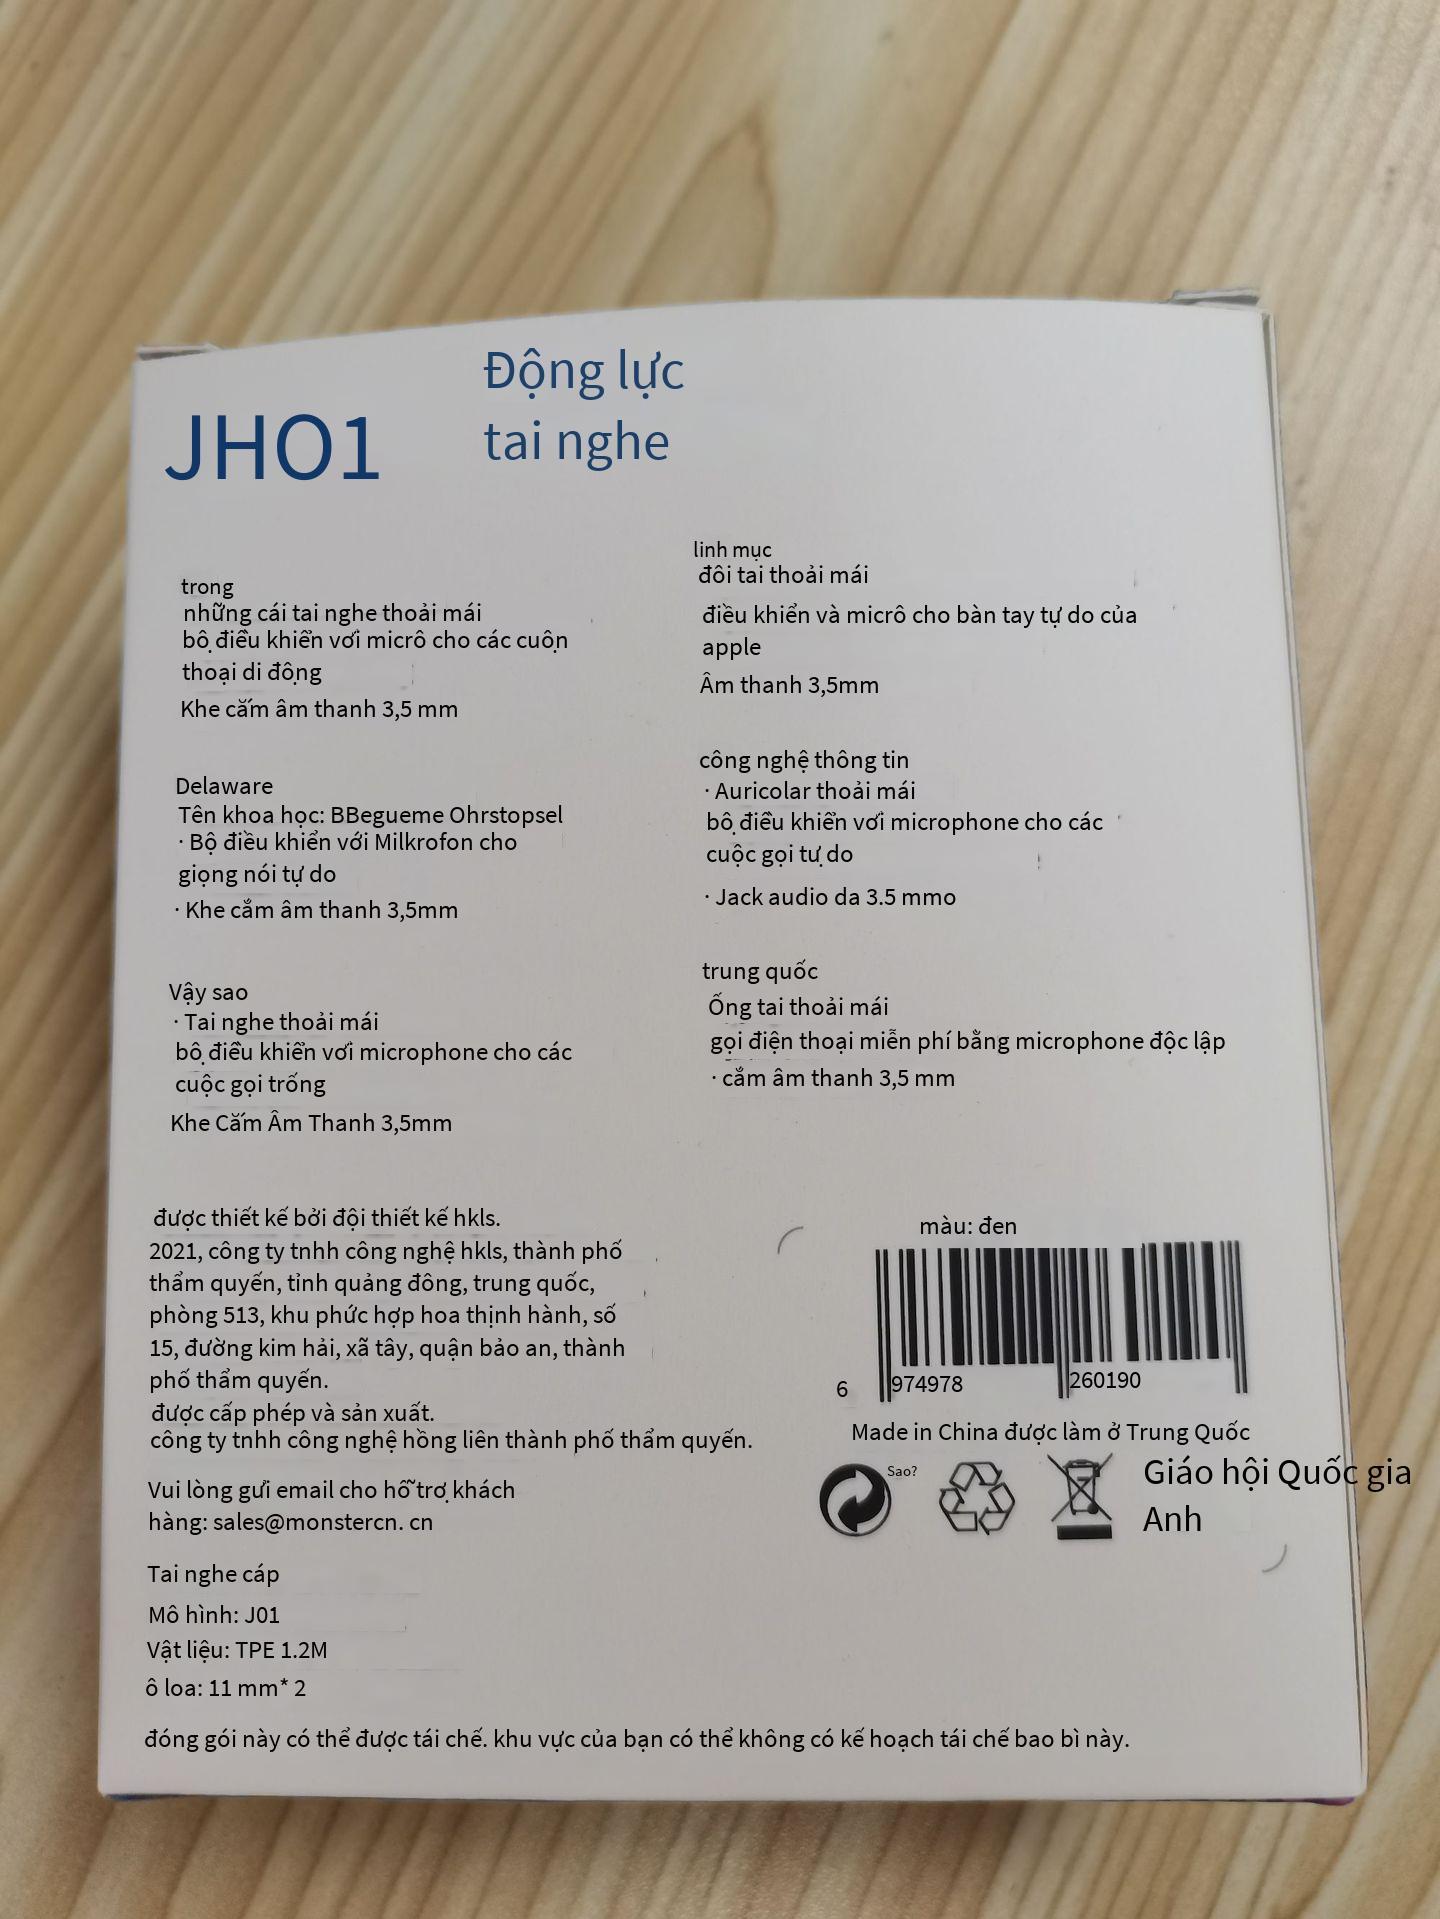 JHO1
Động lực
tai nghe
trong
những cái tai nghe thoải mái
bộ điều khiển với micrô cho các cuộn
thoại di động
Khe cắm âm thanh 3,5 mm
linh mục
đôi tai thoải mái
điều khiển và micrô cho bàn tay tự do của
apple
Âm thanh 3,5mm
Delaware
Tên khoa học: BBegueme Ohrstopsel
· Bộ điều khiển với Milkrofon cho
giọng nói tự do
· Khe cắm âm thanh 3,5mm
công nghệ thông tin
· Auricolar thoải mái
bộ điều khiển với microphone cho các
cuộc gọi tự do
· Jack audio da 3.5 mmo
Vậy sao
· Tai nghe thoải mái
bộ điều khiển với microphone cho các
cuộc gọi trống
Khe Cắm Âm Thanh 3,5mm
trung quốc
Ống tai thoải mái
gọi điện thoại miễn phí bằng microphone độc lập
· cắm âm thanh 3,5 mm
được thiết kế bởi đội thiết kế hkls.
2021, công ty tnhh công nghệ hkls, thành phố
thẩm quyến, tỉnh quảng đông, trung quốc,
phòng 513, khu phức hợp hoa thịnh hành, số
15, đường kim hải, xã tây, quận bảo an, thành
phố thẩm quyến.
được cấp phép và sản xuất.
công ty tnhh công nghệ hồng liên thành phố thẩm quyến.
Vui lòng gửi email cho hỗ trợ khách
hàng: sales@monstercn. cn
Tai nghe cáp
Mô hình: J01
Vật liệu: TPE 1.2M
ô loa: 11 mm* 2
màu: đen
6 974978 260190
Made in China được làm ở Trung Quốc
Sao?
Giáo hội Quốc gia
Anh
đóng gói này có thể được tái chế. khu vực của bạn có thể không có kế hoạch tái chế bao bì này.